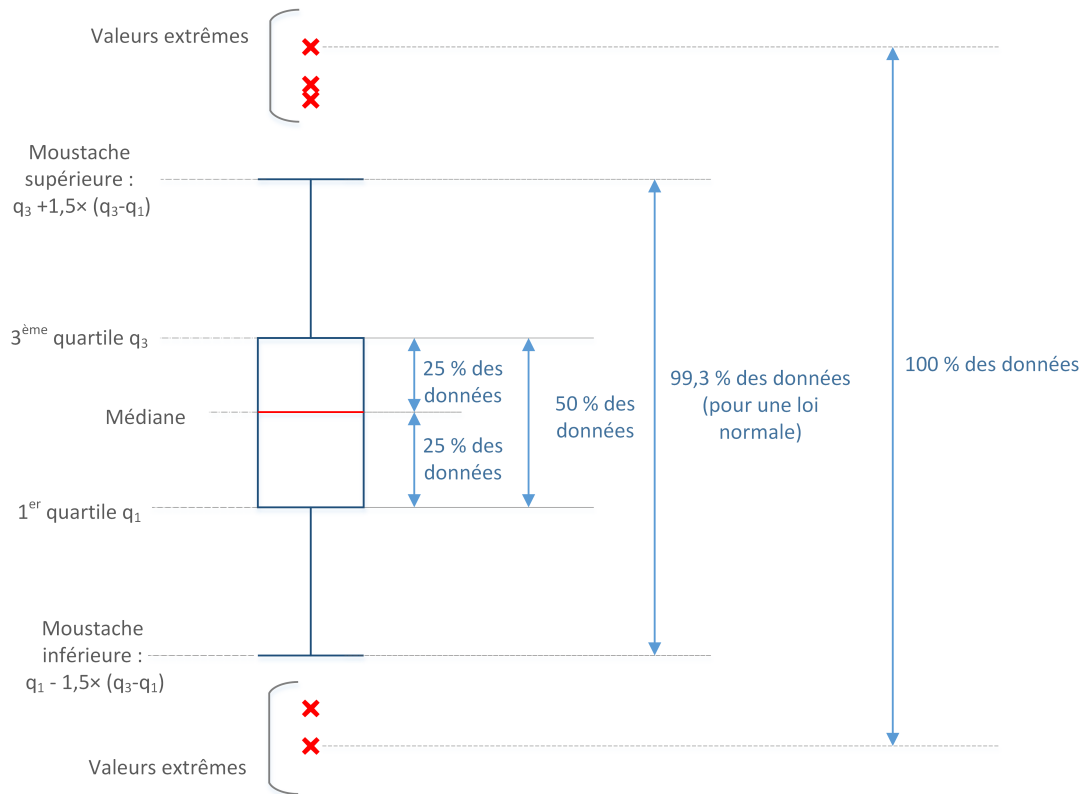 Valeurs extrêmes
Moustache
supérieure :
q₃ +1,5× (q₃-q₁)
3ème quartile q₃
25 % des
données
100 % des données
99,3 % des données
(pour une loi
normale)
50 % des
données
Médiane
25 % des
données
1er quartile q₁
Moustache
inférieure :
q₁ - 1,5× (q₃-q₁)
Valeurs extrêmes